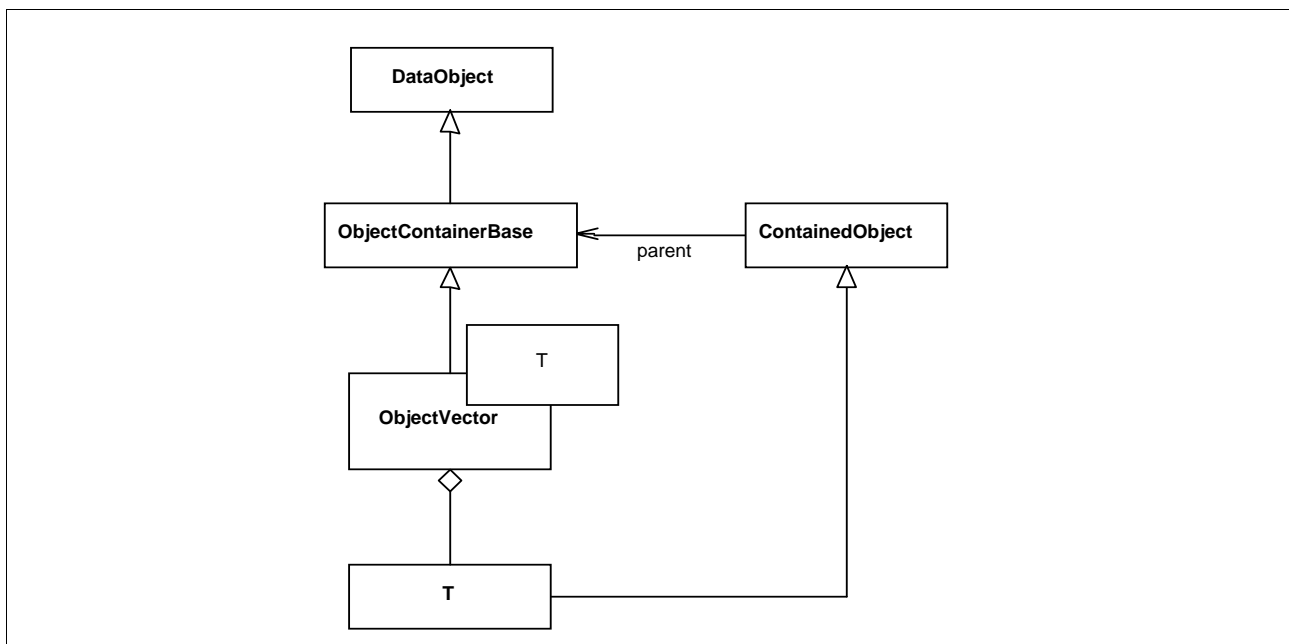 DataObject
ObjectContainerBase
ContainedObject
parent
T
ObjectVector
T